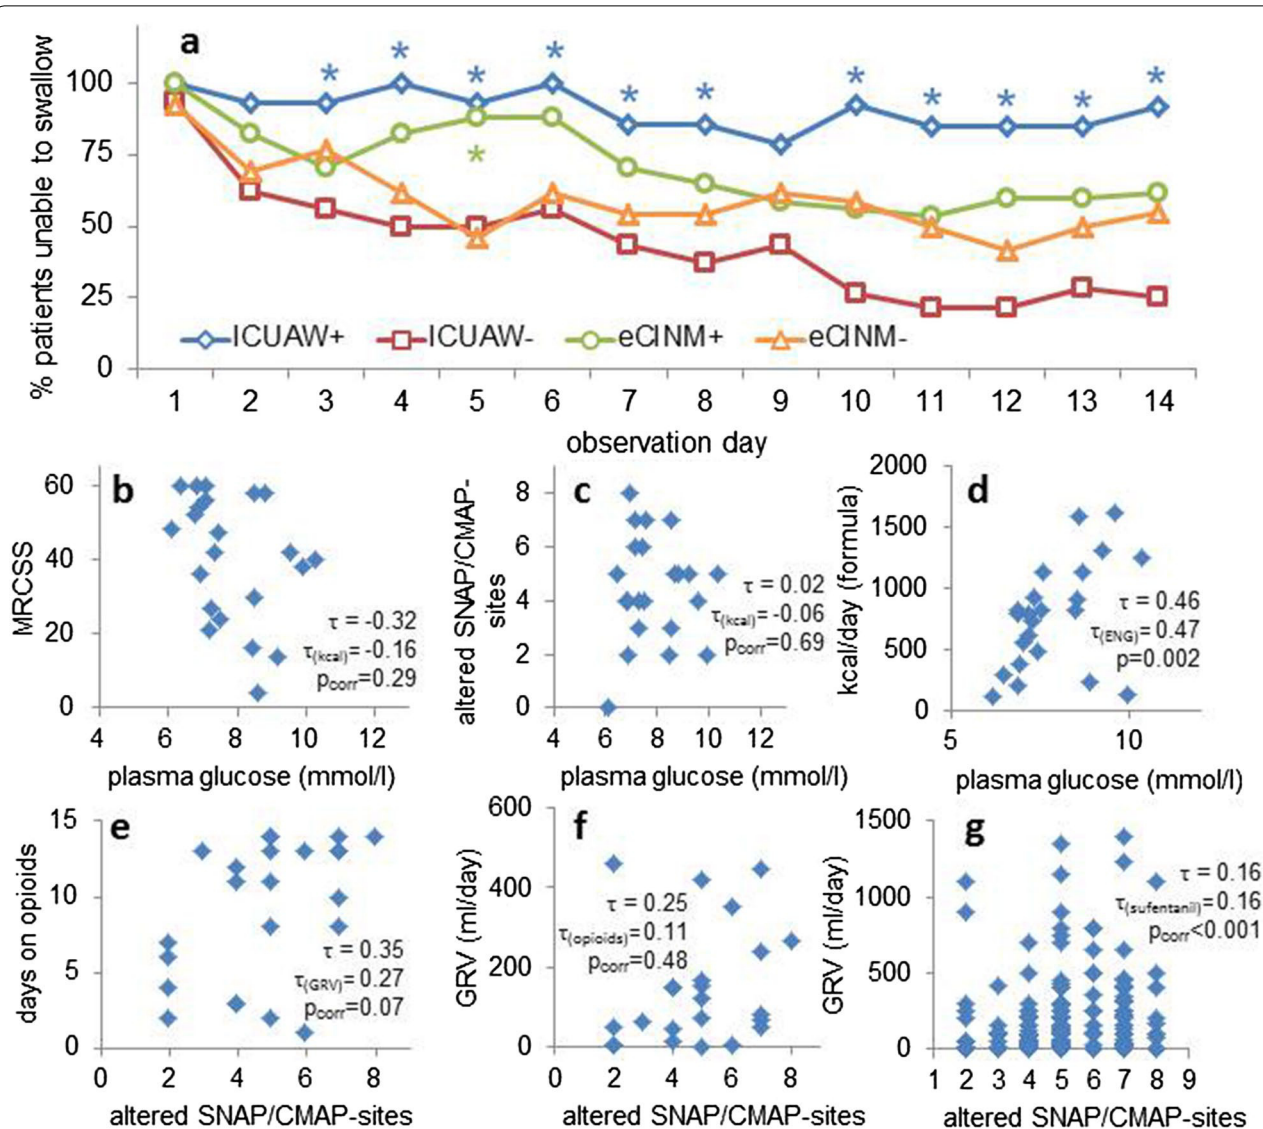 a
% patients unable to swallow
100
75
50
25
0
* * * * * * * * * * *
*
ICUAW+ ICUAW- eCINM+ eCINM-
1 2 3 4 5 6 7 8 9 10 11 12 13 14
observation day
b
MRCSS
60
40
20
0
τ = -0.32
τ(kcal)= -0.16
pcorr=0.29
4 6 8 10 12
plasma glucose (mmol/l)
c
altered SNAP/CMAP-
sites
8
6
4
2
0
τ = 0.02
τ(kcal)= -0.06
pcorr=0.69
4 6 8 10 12
plasma glucose (mmol/l)
d
kcal/day (formula)
2000
1500
1000
500
0
τ = 0.46
τ(ENG)= 0.47
p=0.002
5 10
plasma glucose (mmol/l)
e
days on opioids
15
10
5
0
τ = 0.35
τ(GRV)= 0.27
pcorr=0.07
0 2 4 6 8
altered SNAP/CMAP-sites
f
GRV (ml/day)
600
400
200
0
τ = 0.25
τ(opioids)= 0.11
pcorr=0.48
0 2 4 6 8
altered SNAP/CMAP-sites
g
GRV (ml/day)
1500
1000
500
0
τ = 0.16
τ(sufentanil)= 0.16
pcorr<0.001
1 2 3 4 5 6 7 8 9
altered SNAP/CMAP-sites